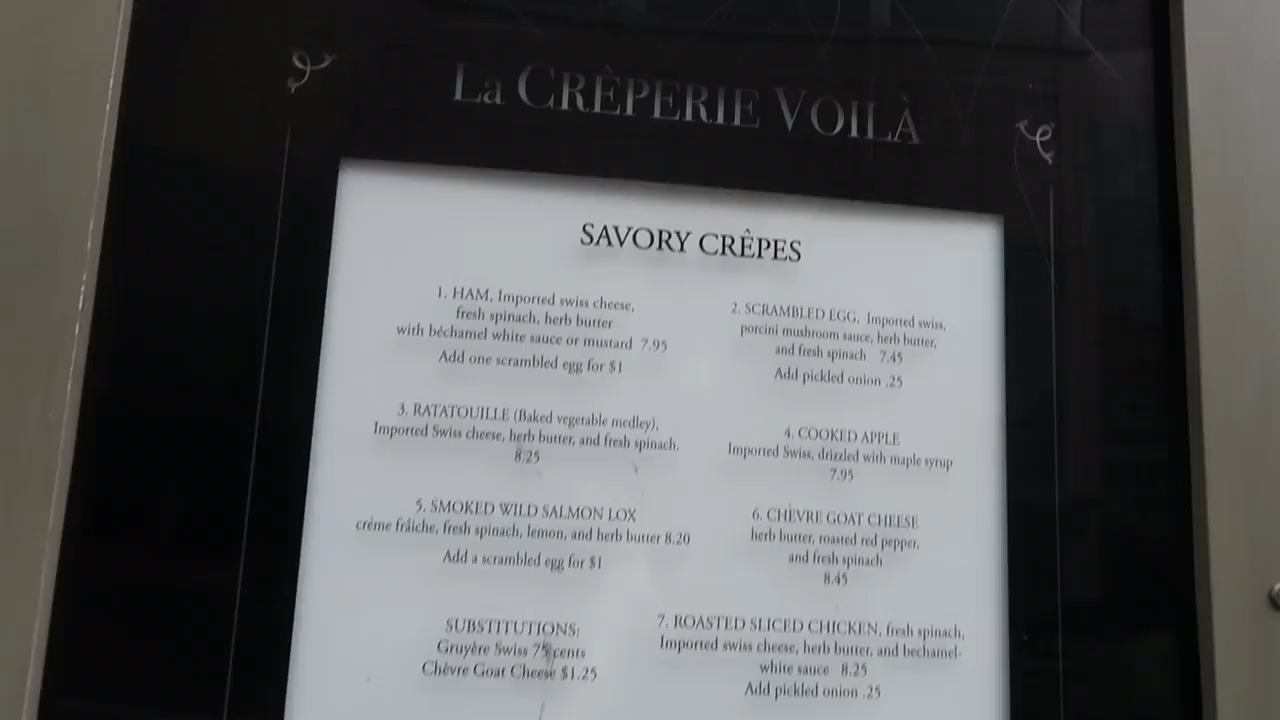 La CRÊPERIE VOILÀ
SAVORY CRÊPES
1. HAM, Imported swiss cheese,
fresh spinach, herb butter
with béchamel white sauce or mustard 7.95
Add one scrambled egg for $1
2. SCRAMBLED EGG, Imported swiss,
porcini mushroom sauce, herb butter,
and fresh spinach 7.45
Add pickled onion .25
3. RATATOUILLE (Baked vegetable medley),
Imported Swiss cheese, herb butter, and fresh spinach.
8.25
4. COOKED APPLE
Imported Swiss, drizzled with maple syrup
7.95
5. SMOKED WILD SALMON LOX
crème fraîche, fresh spinach, lemon, and herb butter 8.20
Add a scrambled egg for $1
6. CHÈVRE GOAT CHEESE
herb butter, roasted red pepper,
and fresh spinach
8.45
SUBSTITUTIONS:
Gruyère Swiss 75 cents
Chèvre Goat Cheese $1.25
7. ROASTED SLICED CHICKEN, fresh spinach,
Imported swiss cheese, herb butter, and bechamel-
white sauce 8.25
Add pickled onion .25